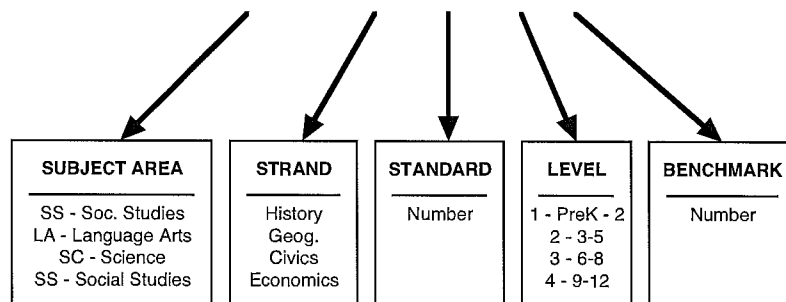 SUBJECT AREA
SS - Soc. Studies
LA - Language Arts
SC - Science
SS - Social Studies
STRAND
History
Geog.
Civics
Economics
STANDARD
Number
LEVEL
1 - PreK - 2
2 - 3-5
3 - 6-8
4 - 9-12
BENCHMARK
Number